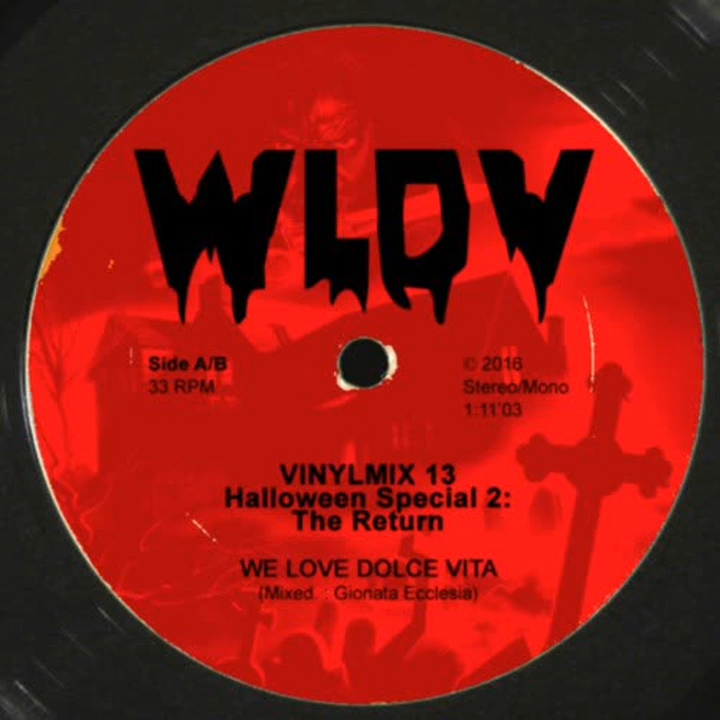 WLDV
Side A/B
33 RPM
© 2016
Stereo/Mono
1:11'03
VINYLMIX 13
Halloween Special 2:
The Return
WE LOVE DOLCE VITA
(Mixed. : Gionata Ecclesia)